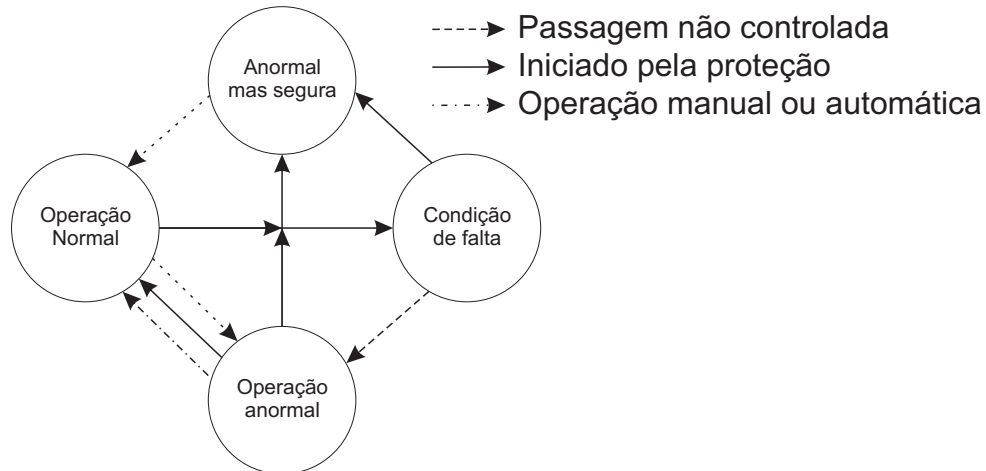 Passagem não controlada
Iniciado pela proteção
Operação manual ou automática
Anormal
mas segura
Operação
Normal
Condição
de falta
Operação
anormal